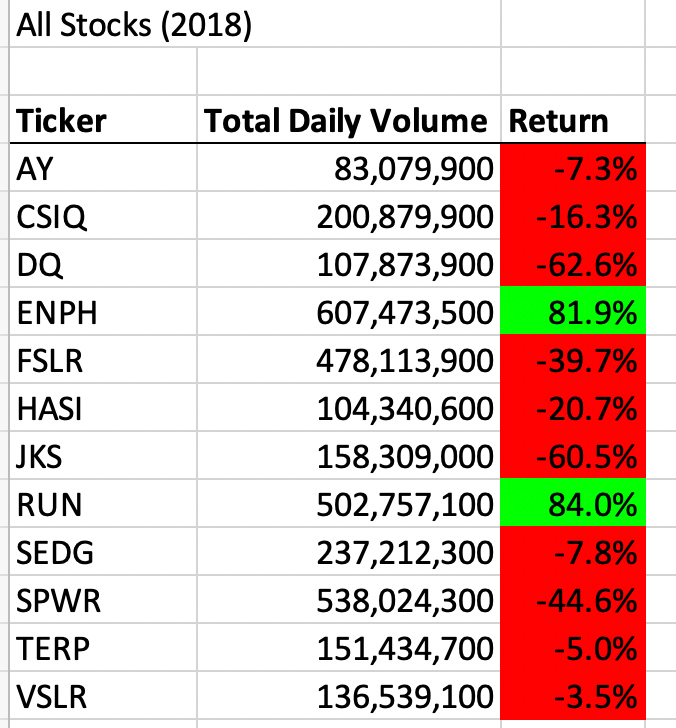 All Stocks (2018)
Ticker Total Daily Volume Return
AY 83,079,900 -7.3%
CSIQ 200,879,900 -16.3%
DQ 107,873,900 -62.6%
ENPH 607,473,500 81.9%
FSLR 478,113,900 -39.7%
HASI 104,340,600 -20.7%
JKS 158,309,000 -60.5%
RUN 502,757,100 84.0%
SEDG 237,212,300 -7.8%
SPWR 538,024,300 -44.6%
TERP 151,434,700 -5.0%
VSLR 136,539,100 -3.5%